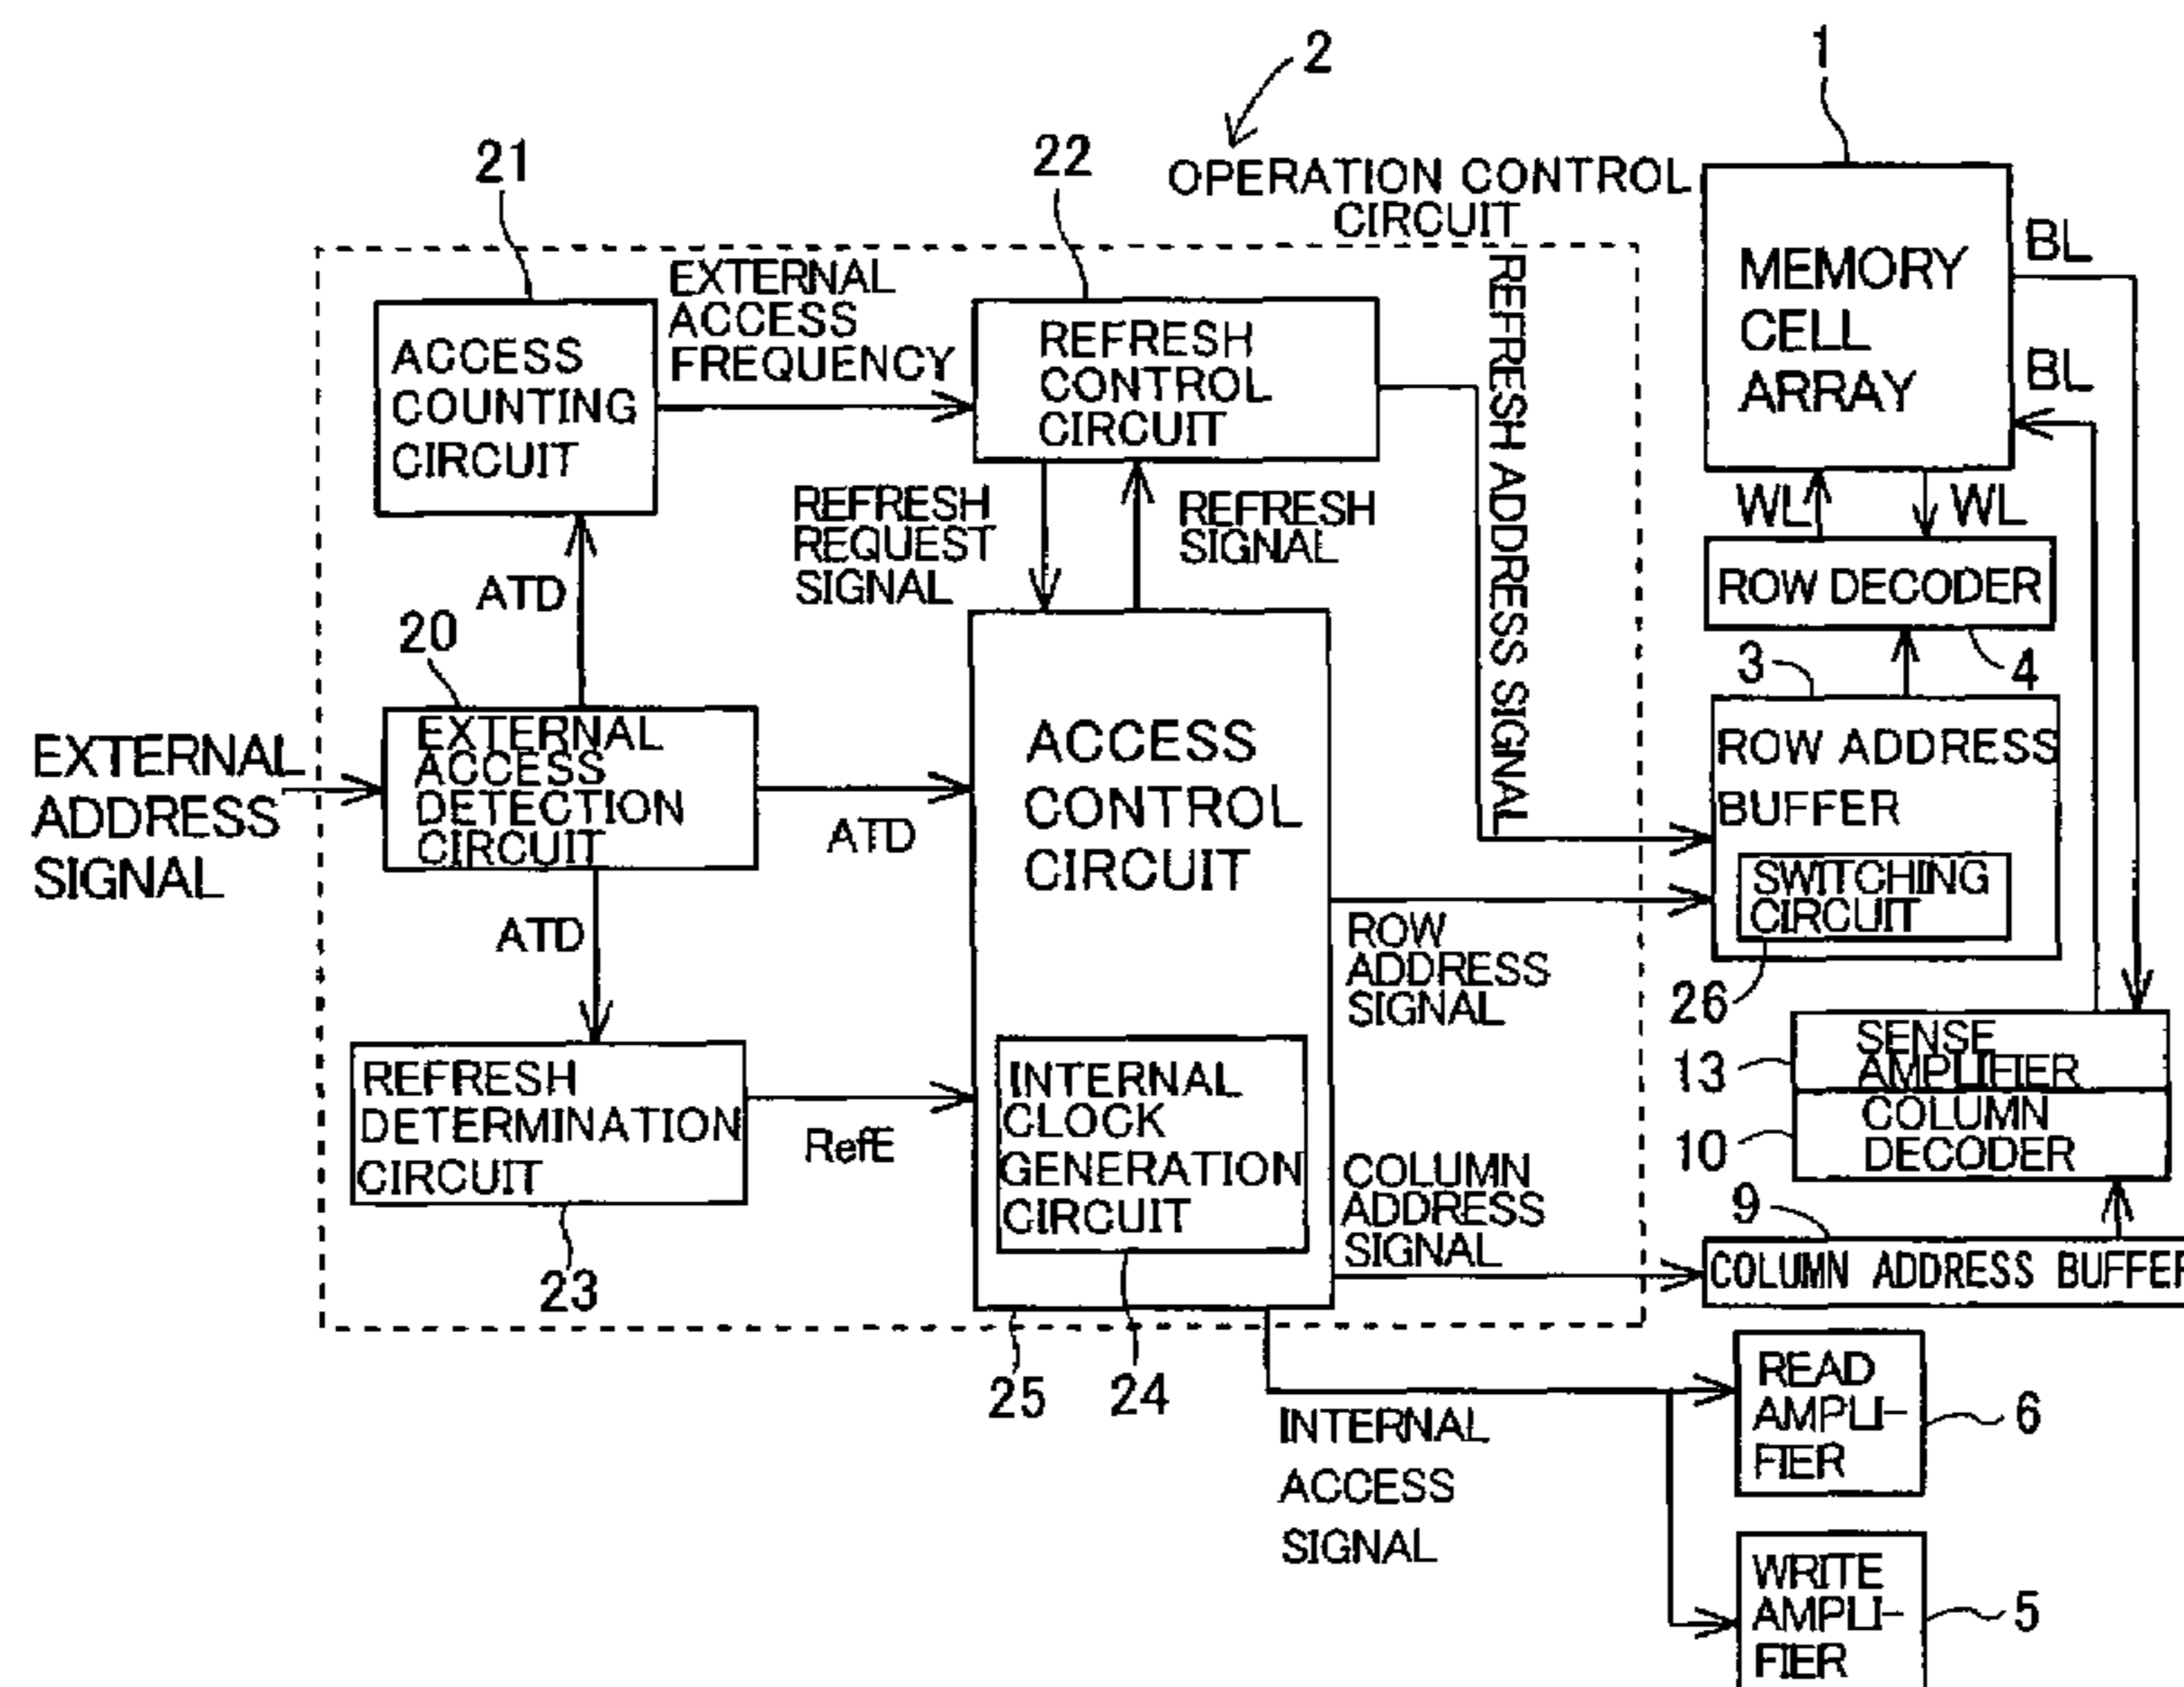 2
1
21
22
OPERATION CONTROL
CIRCUIT
EXTERNAL
ACCESS
FREQUENCY
ACCESS
COUNTING
CIRCUIT
REFRESH
CONTROL
CIRCUIT
REFRESH ADDRESS SIGNAL
MEMORY
CELL
ARRAY
BL
BL
REFRESH
REQUEST
SIGNAL
REFRESH
SIGNAL
WL
WL
ATD
ROW DECODER
20
3
4
EXTERNAL
ADDRESS
SIGNAL
EXTERNAL
ACCESS
DETECTION
CIRCUIT
ATD
ACCESS
CONTROL
CIRCUIT
ROW ADDRESS
BUFFER
SWITCHING
CIRCUIT
ATD
ROW
ADDRESS
SIGNAL
26
REFRESH
DETERMINATION
CIRCUIT
RefE
INTERNAL
CLOCK
GENERATION
CIRCUIT
13
SENSE
AMPLIFIER
10
COLUMN
DECODER
COLUMN
ADDRESS
SIGNAL
9
COLUMN ADDRESS BUFFER
23
25
24
INTERNAL
ACCESS
SIGNAL
READ
AMPLI-
FIER
6
WRITE
AMPLI-
FIER
5